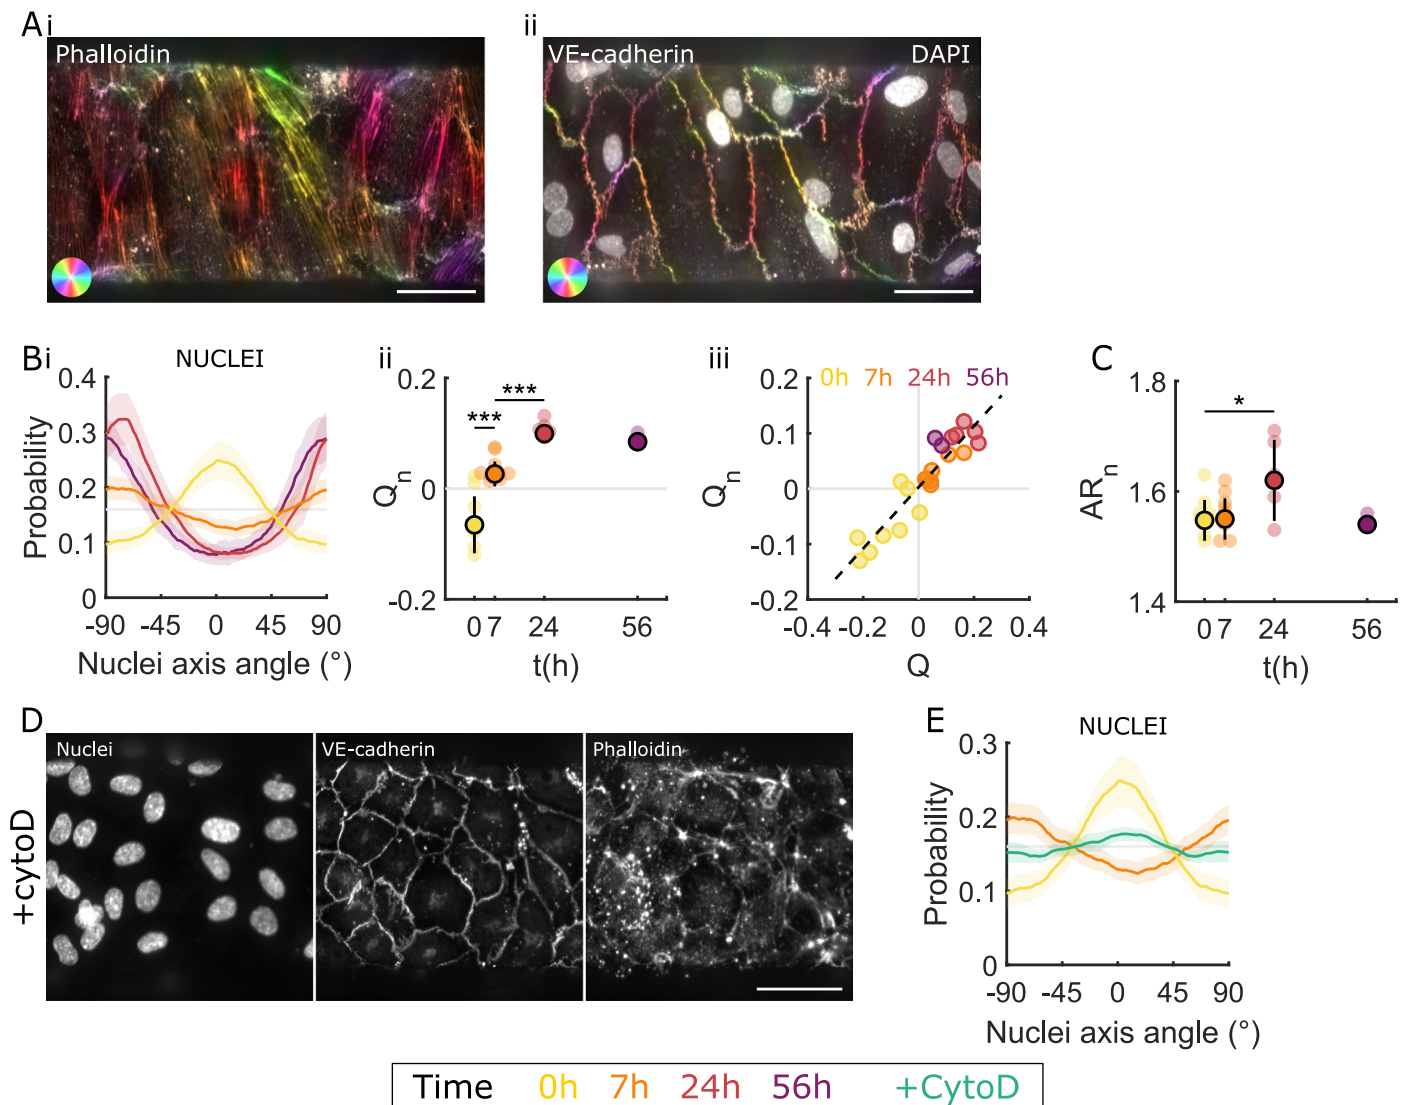 A i
Phalloidin
ii
VE-cadherin DAPI
B i
NUCLEI
0.4
0.3
0.2
0.1
0
Probability
-90 -45 0 45 90
Nuclei axis angle (°)
ii
0.2
0
-0.2
Qn
***
***
0 7 24 56
t(h)
iii
0h 7h 24h 56h
0.2
0.1
0
-0.1
-0.2
Qn
-0.4 -0.2 0 0.2 0.4
Q
C
*
1.8
1.6
1.4
ARn
0 7 24 56
t(h)
D
+cytoD
Nuclei
VE-cadherin
Phalloidin
E
NUCLEI
0.3
0.2
0.1
0
Probability
-90 -45 0 45 90
Nuclei axis angle (°)
Time 0h 7h 24h 56h +CytoD